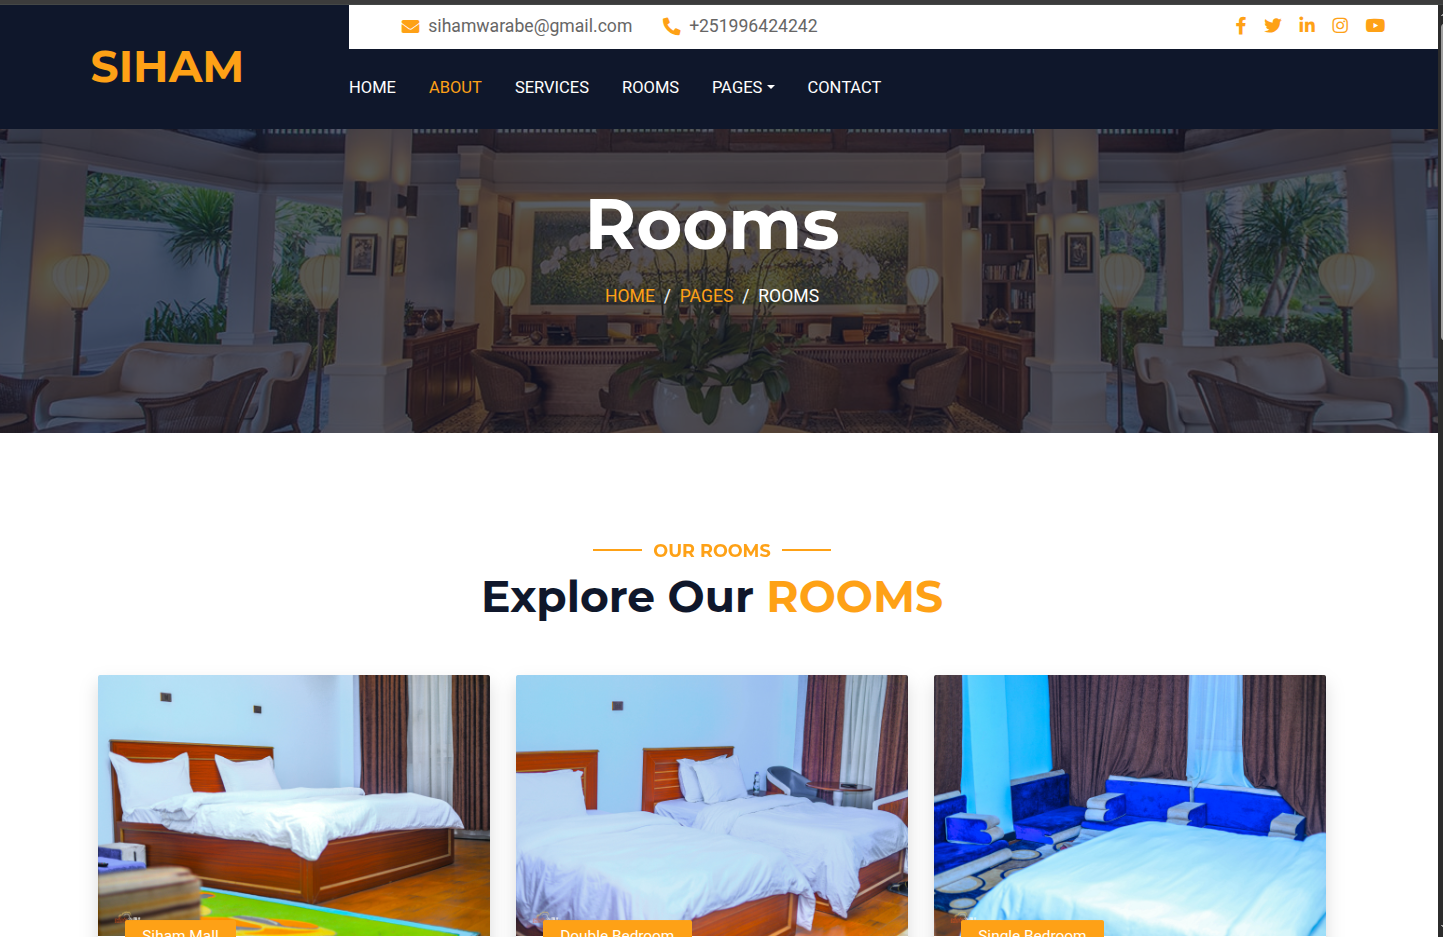 sihamwarabe@gmail.com +251996424242
SIHAM
HOME ABOUT SERVICES ROOMS PAGES CONTACT
Rooms
HOME / PAGES / ROOMS
OUR ROOMS
Explore Our ROOMS
Siham Mall Double Bedroom Single Bedroom